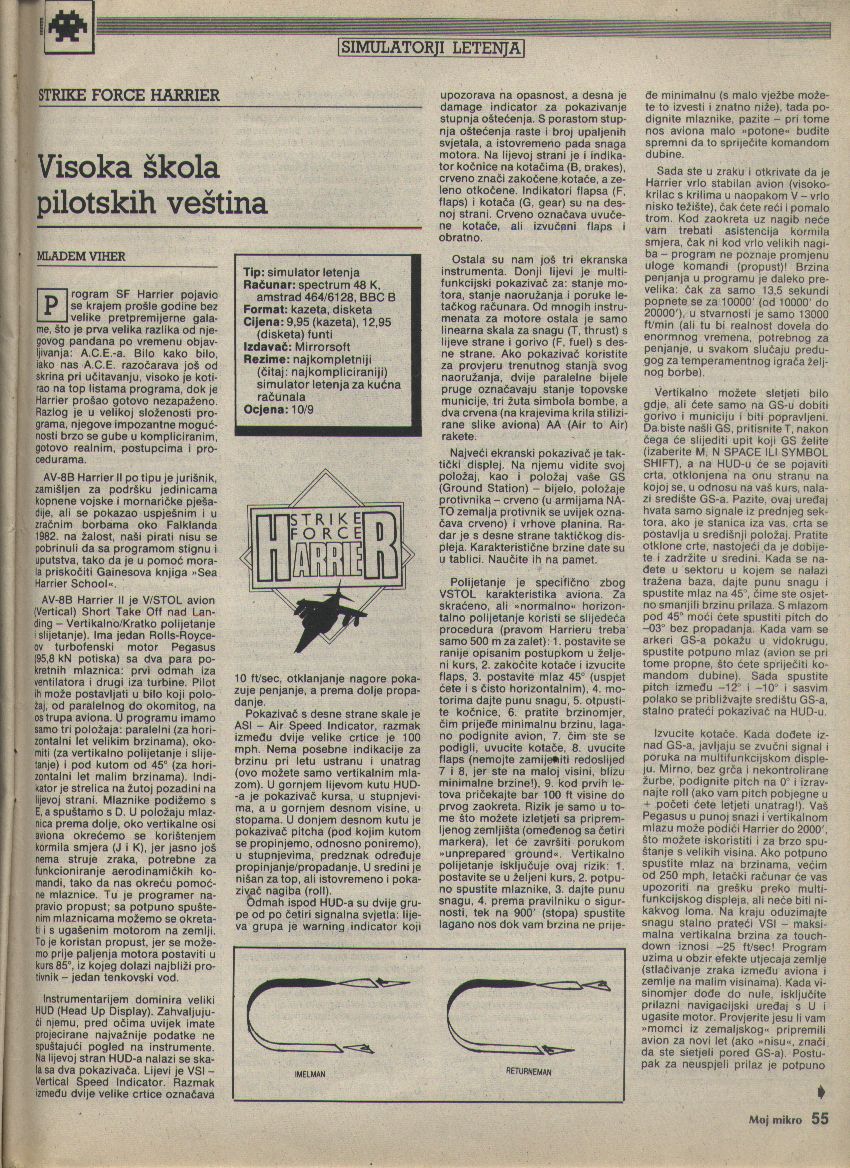 SIMULATORJI LETENJA
STRIKE FORCE HARRIER
Visoka škola
pilotskih veština
MLADEM VIHER
Program SF Harrier pojavio
se krajem prošle godine bez
velike pretpremijerne gala-
me, što je prva velika razlika od nje-
govog pandana po vremenu objav-
ljivanja: A.C.E.-a. Bilo kako bilo,
iako nas A.C.E. razočarava još od
skrina pri učitavanju, visoko je koti-
rao na top listama programa, dok je
Harrier prošao gotovo nezapaženo.
Razlog je u velikoj složenosti pro-
grama, njegove impozantne moguć-
nosti brzo se gube u kompliciranim,
gotovo realnim, postupcima i pro-
cedurama.
AV-8B Harrier II po tipu je jurišnik,
zamišljen za podršku jedinicama
kopnene vojske i mornaričke pješa-
dije, ali se pokazao uspješnim i u
zračnim borbama oko Falklanda
1982. na žalost, naši pirati nisu se
pobrinuli da sa programom stignu i
uputstva, tako da je u pomoć mora-
la priskočiti Gainesova knjiga »Sea
Harrier School«.
AV-8B Harrier II je V/STOL avion
(Vertical) Short Take Off nad Lan-
ding – Vertikalno/Kratko polijetanje
i slijetanje). Ima jedan Rolls-Royce-
ov turbofenski motor Pegasus
(95,8 kN potiska) sa dva para po-
kretnih mlaznica: prvi odmah iza
ventilatora i drugi iza turbine. Pilot
ih može postavljati u bilo koji polo-
žaj, od paralelnog do okomitog, na
os trupa aviona. U programu imamo
samo tri položaja: paralelni (za hori-
zontalni let velikim brzinama), oko-
miti (za vertikalno polijetanje i slije-
tanje) i pod kutom od 45° (za hori-
zontalni let malim brzinama). Indi-
kator je strelica na žutoj pozadini na
lijevoj strani. Mlaznike podižemo s
E, a spuštamo s D. U položaju mlaz-
nica prema dolje, oko vertikalne osi
aviona okrećemo se korištenjem
kormila smjera (J i K), jer jasno još
nema struje zraka, potrebne za
funkcioniranje aerodinamičkih ko-
mandi, tako da nas okreću pomoć-
ne mlaznice. Tu je programer na-
pravio propust; sa potpuno spušte-
nim mlaznicama možemo se okreta-
ti i s ugašenim motorom na zemlji.
To je koristan propust, jer se može-
mo prije paljenja motora postaviti u
kurs 85°, iz kojeg dolazi najbliži pro-
tivnik – jedan tenkovski vod.
Instrumentarijem dominira veliki
HUD (Head Up Display). Zahvaljuju-
ći njemu, pred očima uvijek imate
projecirane najvažnije podatke ne
spuštajući pogled na instrumente.
Na lijevoj stran HUD-a nalazi se ska-
la sa dva pokazivača. Lijevi je VSI –
Vertical Speed Indicator. Razmak
između dvije velike crtice označava
Tip: simulator letenja
Računar: spectrum 48 K,
amstrad 464/6128, BBC B
Format: kazeta, disketa
Cijena: 9,95 (kazeta), 12,95
(disketa) funti
Izdavač: Mirrorsoft
Rezime: najkompletniji
(čitaj: najkompliciraniji)
simulator letenja za kućna
računala
Ocjena: 10/9
STRIKE
FORCE
HARRIER
10 ft/sec, otklanjanje nagore poka-
zuje penjanje, a prema dolje propa-
danje.
Pokazivač s desne strane skale je
ASI – Air Speed Indicator, razmak
između dvije velike crtice je 100
mph. Nema posebne indikacije za
brzinu pri letu ustranu i unatrag
(ovo možete samo vertikalnim mla-
zom). U gornjem lijevom kutu HUD-
-a je pokazivač kursa, u stupnjevi-
ma, a u gornjem desnom visine, u
stopama. U donjem desnom kutu je
pokazivač pitcha (pod kojim kutom
se propinjemo, odnosno poniremo),
u stupnjevima, predznak određuje
propinjanje/propadanje, U sredini je
nišan za top, ali istovremeno i poka-
zivač nagiba (roll).
Odmah ispod HUD-a su dvije gru-
pe od po četiri signalna svjetla: lije-
va grupa je warning indicator koji
upozorava na opasnost, a desna je
damage indicator za pokazivanje
stupnja oštećenja. S porastom stup-
nja oštećenja raste i broj upaljenih
svjetala, a istovremeno pada snaga
motora. Na lijevoj strani je i indika-
tor kočnice na kotačima (B, brakes),
crveno znači zakočene kotače, a ze-
leno otkočene. Indikatori flapsa (F,
flaps) i kotača (G, gear) su na des-
noj strani. Crveno označava uvuče-
ne kotače, ali izvučeni flaps i
obratno.
Ostala su nam još tri ekranska
instrumenta. Donji lijevi je multi-
funkcijski pokazivač za: stanje mo-
tora, stanje naoružanja i poruke le-
tačkog računara. Od mnogih instru-
menata za motore ostala je samo
linearna skala za snagu (T, thrust) s
lijeve strane i gorivo (F. fuel) s des-
ne strane. Ako pokazivač koristite
za provjeru trenutnog stanja svog
naoružanja, dvije paralelne bijele
pruge označavaju stanje topovske
municije, tri žuta simbola bombe, a
dva crvena (na krajevima krila stilizi-
rane slike aviona) AA (Air to Air)
rakete.
Najveći ekranski pokazivač je tak-
tički displej. Na njemu vidite svoj
položaj, kao i položaj vaše GS
(Ground Station) – bijelo, položaje
protivnika – crveno (u armijama NA-
TO zemalja protivnik se uvijek ozna-
čava crveno) i vrhove planina. Ra-
dar je s desne strane taktičkog dis-
pleja. Karakteristične brzine date su
u tablici. Naučite ih na pamet.
Polijetanje je specifično zbog
VSTOL karakteristika aviona. Za
skraćeno, ali »normalno« horizon-
talno polijetanje koristi se slijedeća
procedura (pravom Harrieru treba
samo 500 m za zalet): 1. postavite se
ranije opisanim postupkom u želje-
ni kurs, 2. zakočite kotače i izvucite
flaps, 3. postavite mlaz 45° (uspjet
ćete i s čisto horizontalnim), 4. mo-
torima dajte punu snagu, 5. otpusti-
te kočnice, 6. pratite brzinomjer,
čim prijeđe minimalnu brzinu, laga-
no podignite avion, 7. čim ste se
podigli, uvucite kotače, 8. uvucite
flaps (nemojte zamijeniti redoslijed
7 i 8, jer ste na maloj visini, blizu
minimalne brzine!), 9. kod prvih le-
tova pričekajte bar 100 ft visine do
prvog zaokreta. Rizik je samo u to-
me što možete izletjeti sa priprem-
ljenog zemljišta (omeđenog sa četiri
markera), let će završiti porukom
»unprepared ground«. Vertikalno
polijetanje isključuje ovaj rizik: 1.
postavite se u željeni kurs, 2. potpu-
no spustite mlaznike, 3. dajte punu
snagu, 4. prema pravilniku o sigur-
nosti, tek na 900' (stopa) spustite
lagano nos dok vam brzina ne prije-
đe minimalnu (s malo vježbe može-
te to izvesti i znatno niže), tada po-
dignite mlaznike, pazite – pri tome
nos aviona malo »potone« budite
spremni da to spriječite komandom
dubine.
Sada ste u zraku i otkrivate da je
Harrier vrlo stabilan avion (visoko-
krilac s krilima u naopakom V – vrlo
nisko težište), čak ćete reći i pomalo
trom. Kod zaokreta uz nagib neće
vam trebati asistencija kormila
smjera, čak ni kod vrlo velikih nagi-
ba – program ne poznaje promjenu
uloge komandi (propust)! Brzina
penjanja u programu je daleko pre-
velika: čak za samo 13,5 sekundi
popnete se za 10000' (od 10000' do
20000'), u stvarnosti je samo 13000
ft/min (ali tu bi realnost dovela do
enormnog vremena, potrebnog za
penjanje, u svakom slučaju predu-
gog za temperamentnog igrača želj-
nog borbe).
Vertikalno možete sletjeti bilo
gdje, ali ćete samo na GS-u dobiti
gorivo i municiju i biti popravljeni.
Da biste našli GS, pritisnite T, nakon
čega će slijediti upit koji GS želite
(izaberite M, N SPACE ILI SYMBOL
SHIFT), a na HUD-u će se pojaviti
crta, otklonjena na onu stranu na
kojoj se, u odnosu na vaš kurs, nala-
zi središte GS-a. Pazite, ovaj uređaj
hvata samo signale iz prednjeg sek-
tora, ako je stanica iza vas, crta se
postavlja u središnji položaj. Pratite
otklone crte, nastojeći da je dobije-
te i zadržite u sredini. Kada se na-
đete u sektoru u kojem se nalazi
tražena baza, dajte punu snagu i
spustite mlaz na 45°, čime ste osjet-
no smanjili brzinu prilaza. S mlazom
pod 45° moći ćete spustiti pitch do
–03° bez propadanja. Kada vam se
arkeri GS-a pokažu u vidokrugu,
spustite potpuno mlaz (avion se pri
tome propne, što ćete spriječiti ko-
mandom dubine). Sada spustite
pitch između –12° i –10° i sasvim
polako se približavajte središtu GS-a,
stalno prateći pokazivač na HUD-u.
Izvucite kotače. Kada dođete iz-
nad GS-a, javljaju se zvučni signal i
poruka na multifunkcijskom disple-
ju. Mirno, bez grča i nekontrolirane
žurbe, podignite pitch na 0° i izrav-
najte roll (ako vam pitch pobjegne u
+ početi ćete letjeti unatrag!). Vaš
Pegasus u punoj snazi i vertikalnom
mlazu može podići Harrier do 2000',
što možete iskoristiti i za brzo spu-
štanje s velikih visina. Ako potpuno
spustite mlaz na brzinama, većim
od 250 mph, letački računar će vas
upozoriti na grešku preko multi-
funkcijskog displeja, ali neće biti ni-
kakvog loma. Na kraju oduzimajte
snagu stalno prateći VSI – maksi-
malna vertikalna brzina za touch-
down iznosi –25 ft/sec! Program
uzima u obzir efekte utjecaja zemlje
(stlačivanje zraka između aviona i
zemlje na malim visinama). Kada vi-
sinomjer dođe do nule, isključite
prilazni navigacijski uređaj s U i
ugasite motor. Provjerite jesu li vam
»momci iz zemaljskog« pripremili
avion za novi let (ako »nisu«, znači
da ste sletjeli pored GS-a). Postu-
pak za neuspjeli prilaz je potpuno
IMELMAN
RETURNEMAN
Moj mikro 55